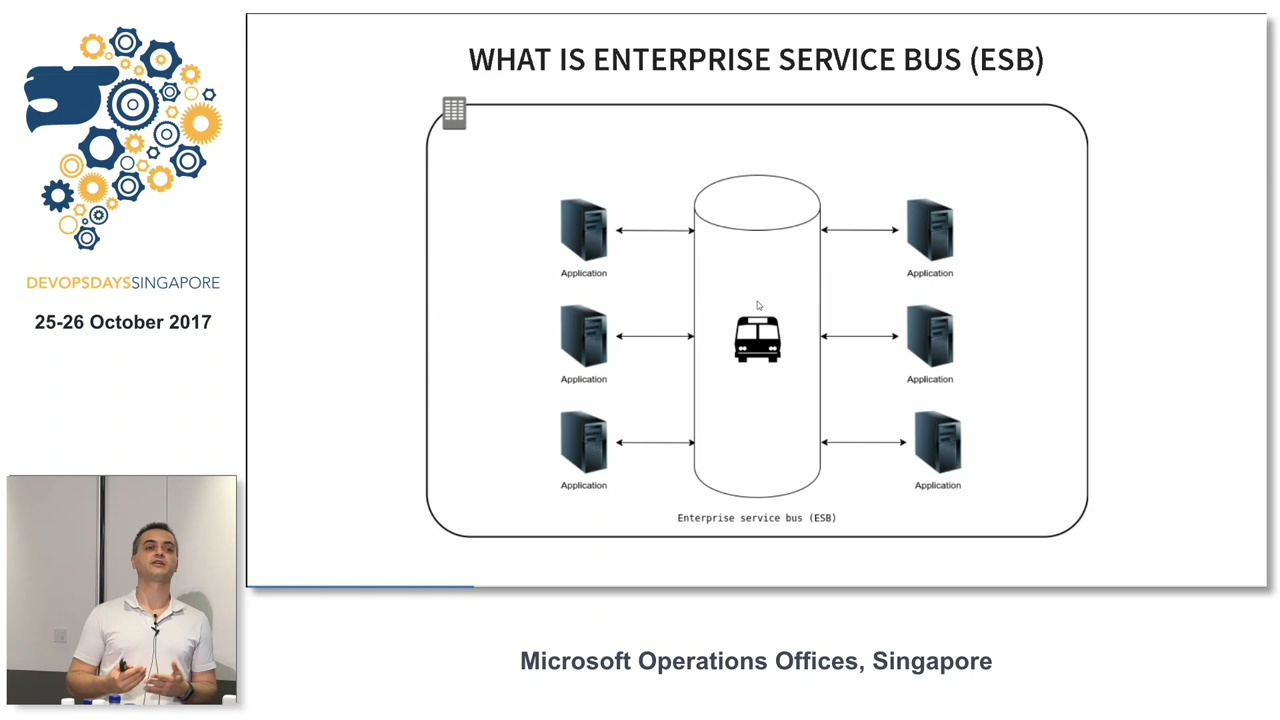 WHAT IS ENTERPRISE SERVICE BUS (ESB)
Application
Application
Application
Application
Application
Application
Enterprise service bus (ESB)
DEVOPSDAYSSINGAPORE
25-26 October 2017
Microsoft Operations Offices, Singapore